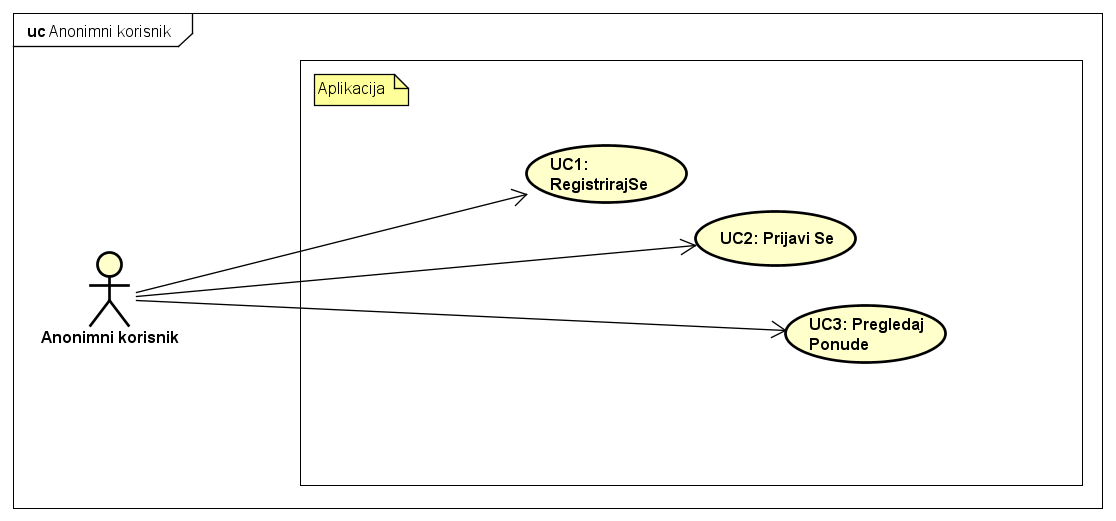 uc Anonimni korisnik
Aplikacija
UC1:
RegistrirajSe
UC2: Prijavi Se
Anonimni korisnik
UC3: Pregledaj
Ponude